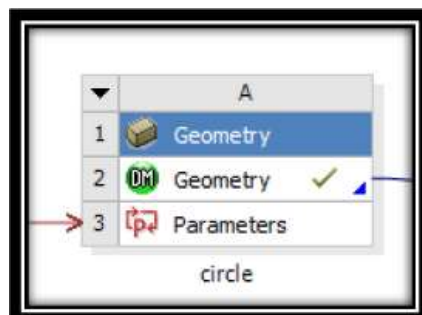 A
1 Geometry
2 DM Geometry
3 p Parameters
circle